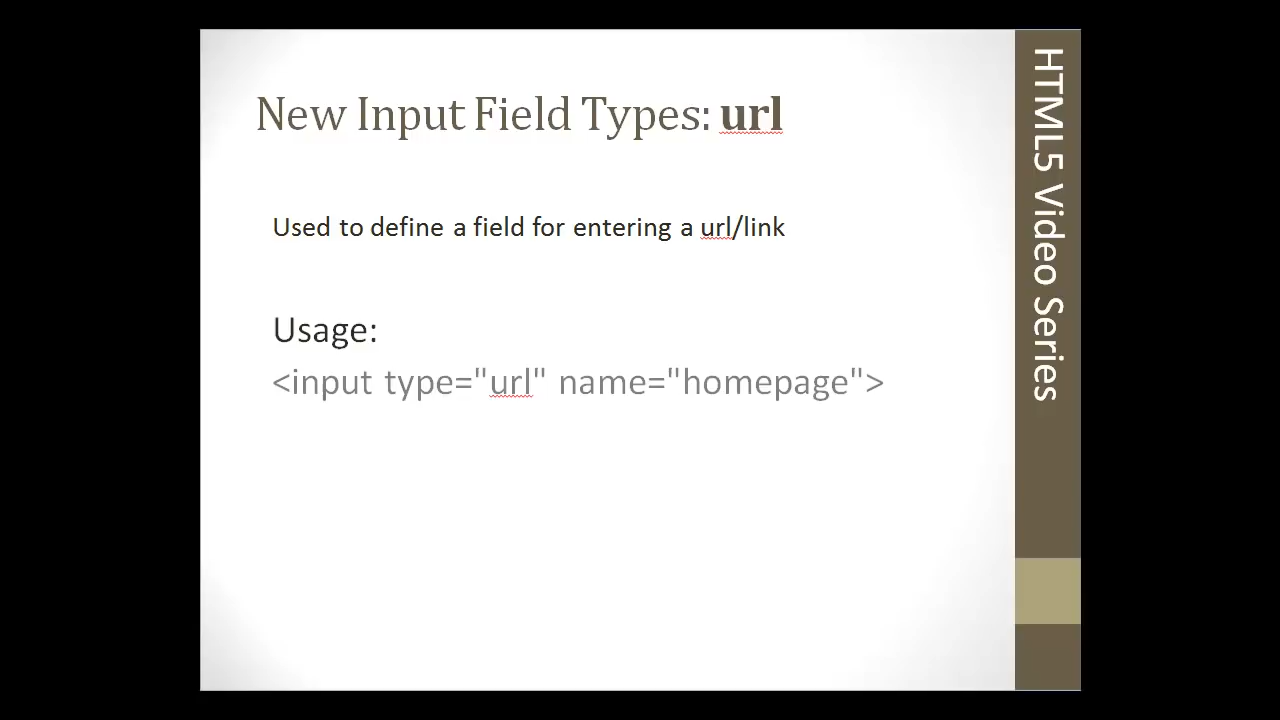 New Input Field Types: url
Used to define a field for entering a url/link
Usage:
<input type="url" name="homepage">
HTML5 Video Series